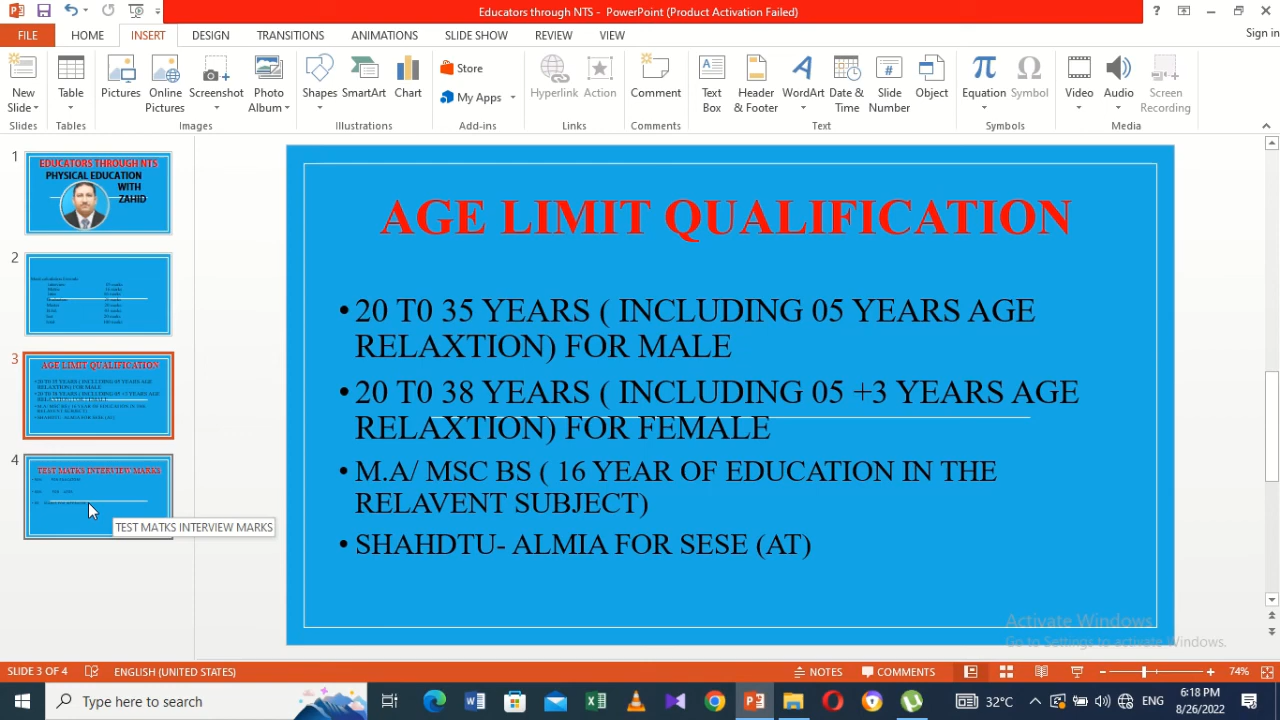 Educators through NTS - PowerPoint (Product Activation Failed)
FILE HOME INSERT DESIGN TRANSITIONS ANIMATIONS SLIDE SHOW REVIEW VIEW Sign in
New Slide Table Pictures Online Pictures Screenshot Photo Album Shapes SmartArt Chart Store My Apps Hyperlink Action Comment Text Box Header & Footer WordArt Date & Time Slide Number Object Equation Symbol Video Audio Screen Recording
Slides Tables Images Illustrations Add-ins Links Comments Text Symbols Media
1
EDUCATORS THROUGH NTS
PHYSICAL EDUCATION
WITH
ZAHID
2
3
AGE LIMIT QUALIFICATION
4
TEST MATKS INTERVIEW MARKS
TEST MATKS INTERVIEW MARKS
AGE LIMIT QUALIFICATION
• 20 T0 35 YEARS ( INCLUDING 05 YEARS AGE
RELAXTION) FOR MALE
• 20 T0 38 YEARS ( INCLUDING 05 +3 YEARS AGE
RELAXTION) FOR FEMALE
• M.A/ MSC BS ( 16 YEAR OF EDUCATION IN THE
RELAVENT SUBJECT)
• SHAHDTU- ALMIA FOR SESE (AT)
Activate Windows
Go to Settings to activate Windows.
SLIDE 3 OF 4 ENGLISH (UNITED STATES) NOTES COMMENTS 74%
Type here to search 32°C ENG 6:18 PM
8/26/2022